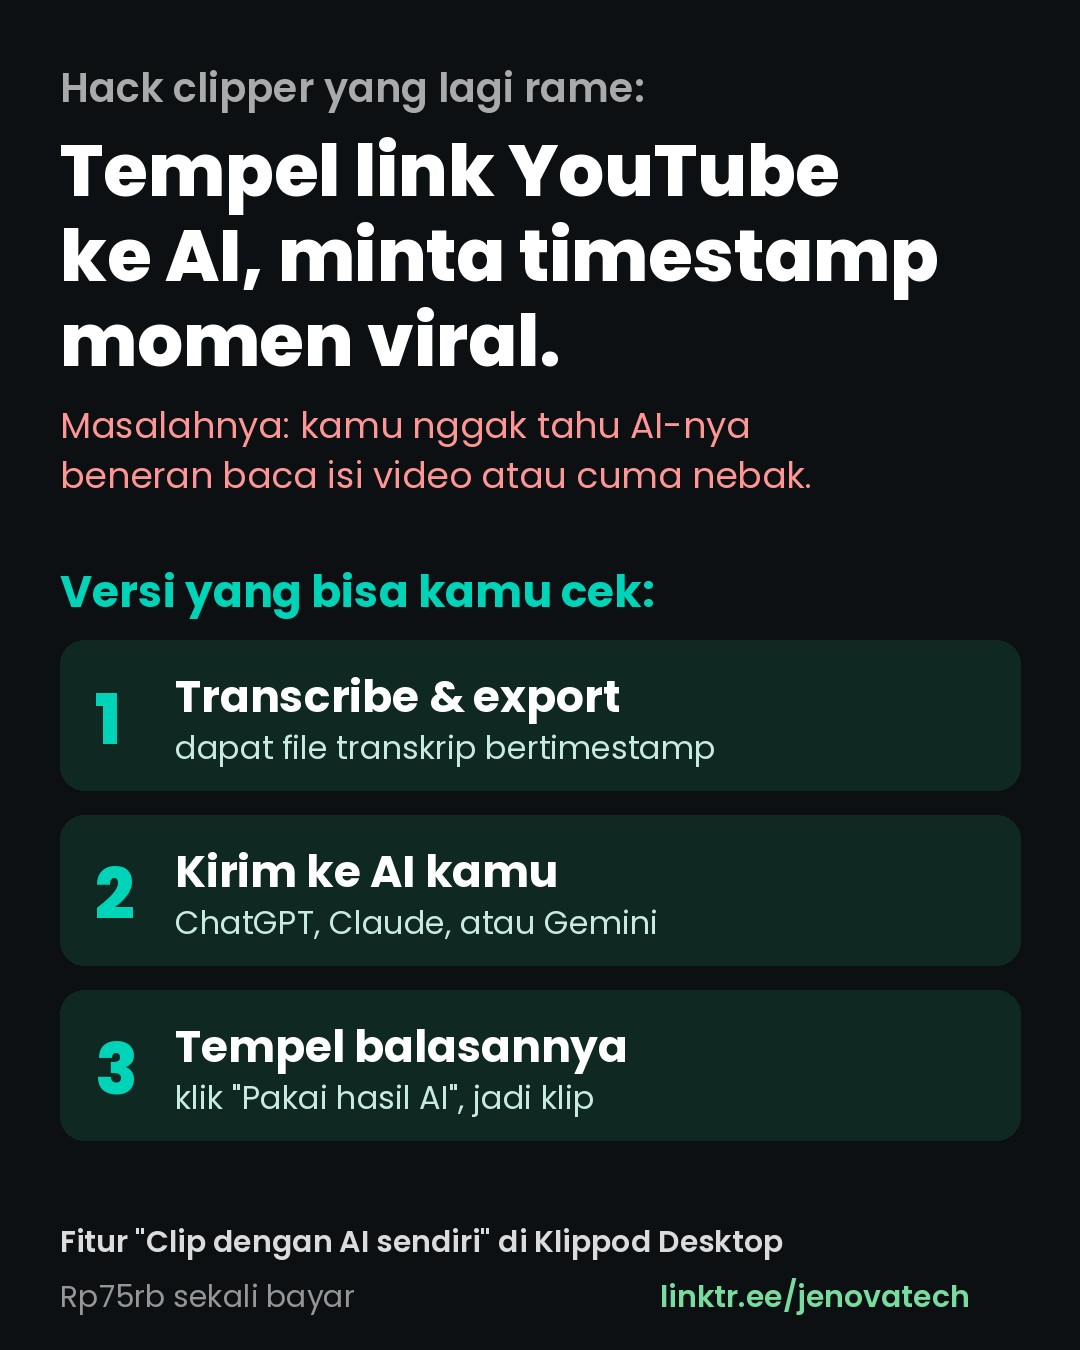 Hack clipper yang lagi rame:
Tempel link YouTube
ke AI, minta timestamp
momen viral.
Masalahnya: kamu nggak tahu AI-nya
beneran baca isi video atau cuma nebak.
Versi yang bisa kamu cek:
1
Transcribe & export
dapat file transkrip bertimestamp
2
Kirim ke AI kamu
ChatGPT, Claude, atau Gemini
3
Tempel balasannya
klik "Pakai hasil AI", jadi klip
Fitur "Clip dengan AI sendiri" di Klippod Desktop
Rp75rb sekali bayar
linktr.ee/jenovatech